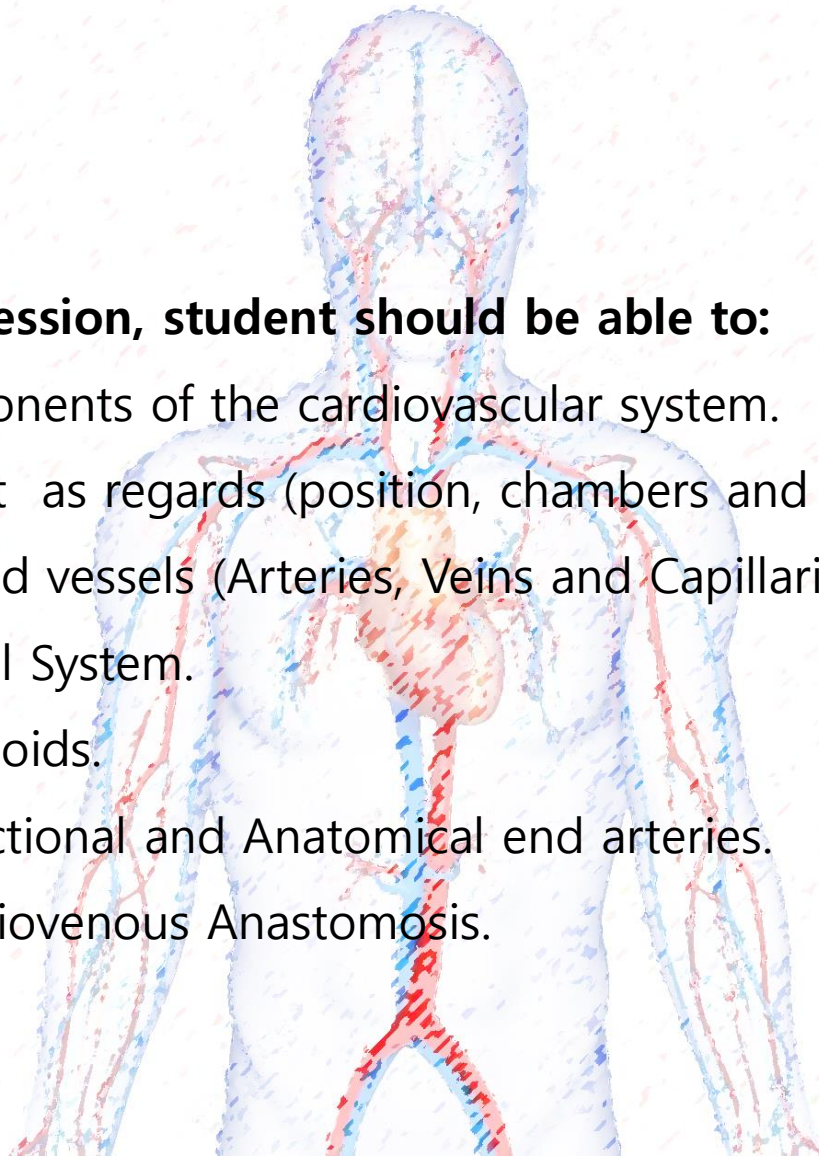 ession, student should be able to:
onents of the cardiovascular system.
t as regards (position, chambers and
d vessels (Arteries, Veins and Capillari
l System.
oids.
ctional and Anatomical end arteries.
iovenous Anastomosis.